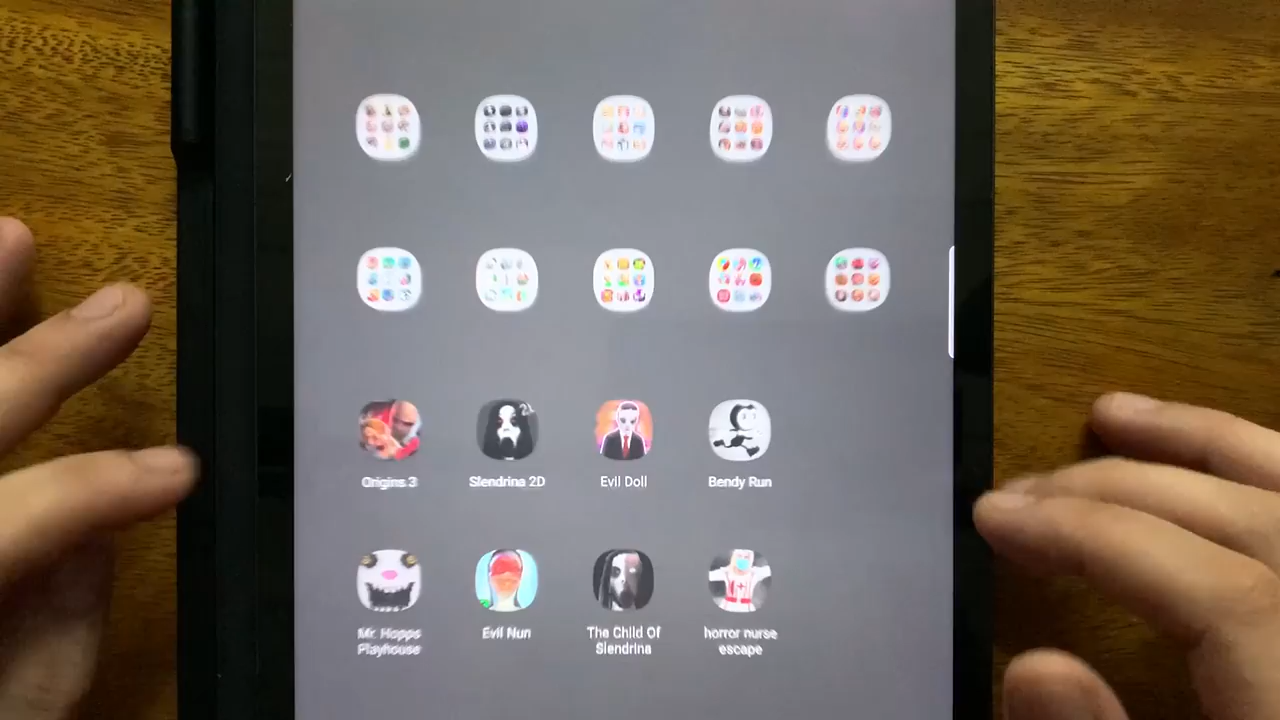 Origins 3
Slendrina 2D
Evil Doll
Bendy Run
Mr. Hopps
Playhouse
Evil Nun
The Child Of
Slendrina
horror nurse
escape